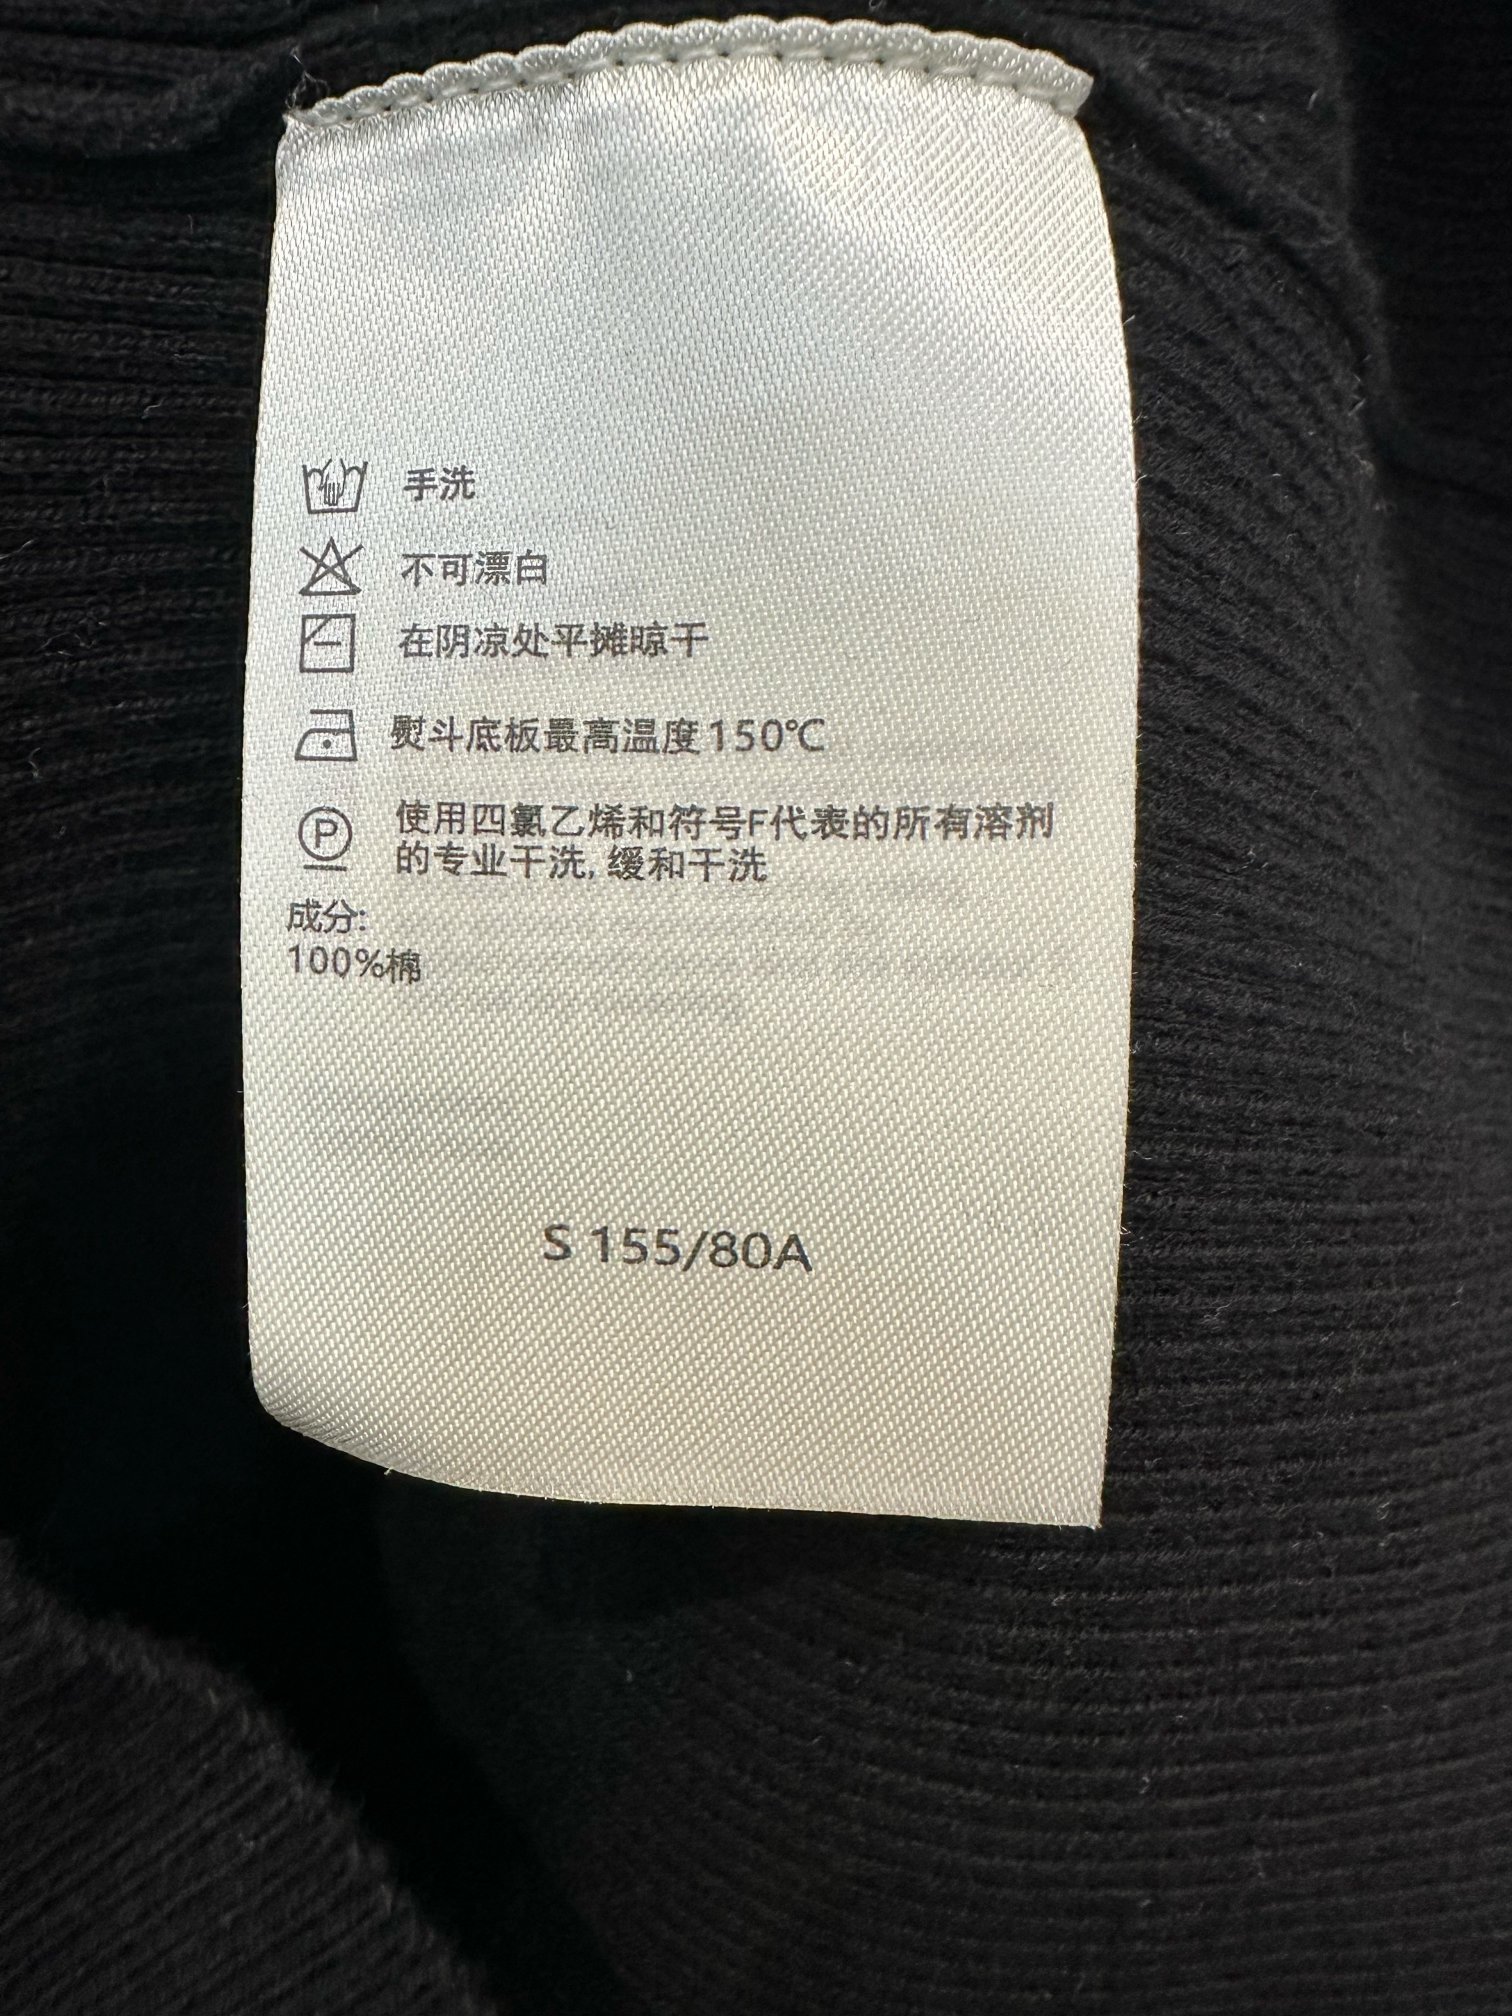 手洗
不可漂白
在阴凉处平摊晾干
熨斗底板最高温度150℃
P
使用四氯乙烯和符号F代表的所有溶剂
的专业干洗,缓和干洗
成分:
100%棉
S 155/80A